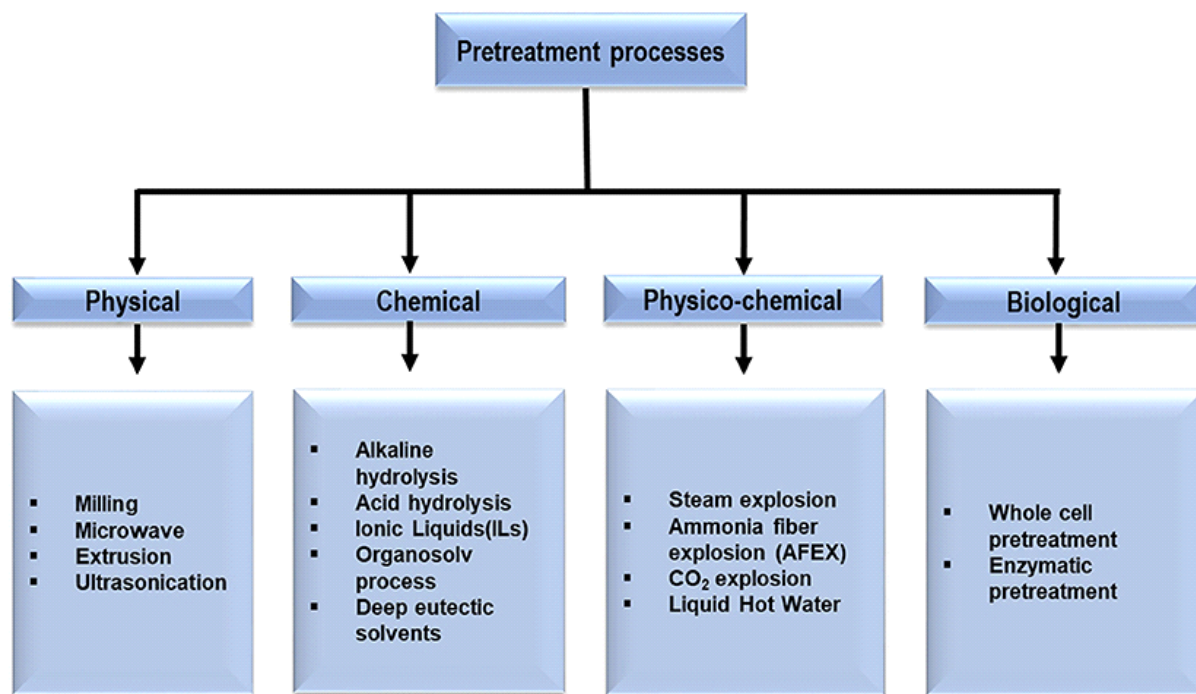 Pretreatment processes
Physical
Chemical
Physico-chemical
Biological
▪ Milling
▪ Microwave
▪ Extrusion
▪ Ultrasonication
▪ Alkaline
hydrolysis
▪ Acid hydrolysis
▪ Ionic Liquids(ILs)
▪ Organosolv
process
▪ Deep eutectic
solvents
▪ Steam explosion
▪ Ammonia fiber
explosion (AFEX)
▪ CO₂ explosion
▪ Liquid Hot Water
▪ Whole cell
pretreatment
▪ Enzymatic
pretreatment